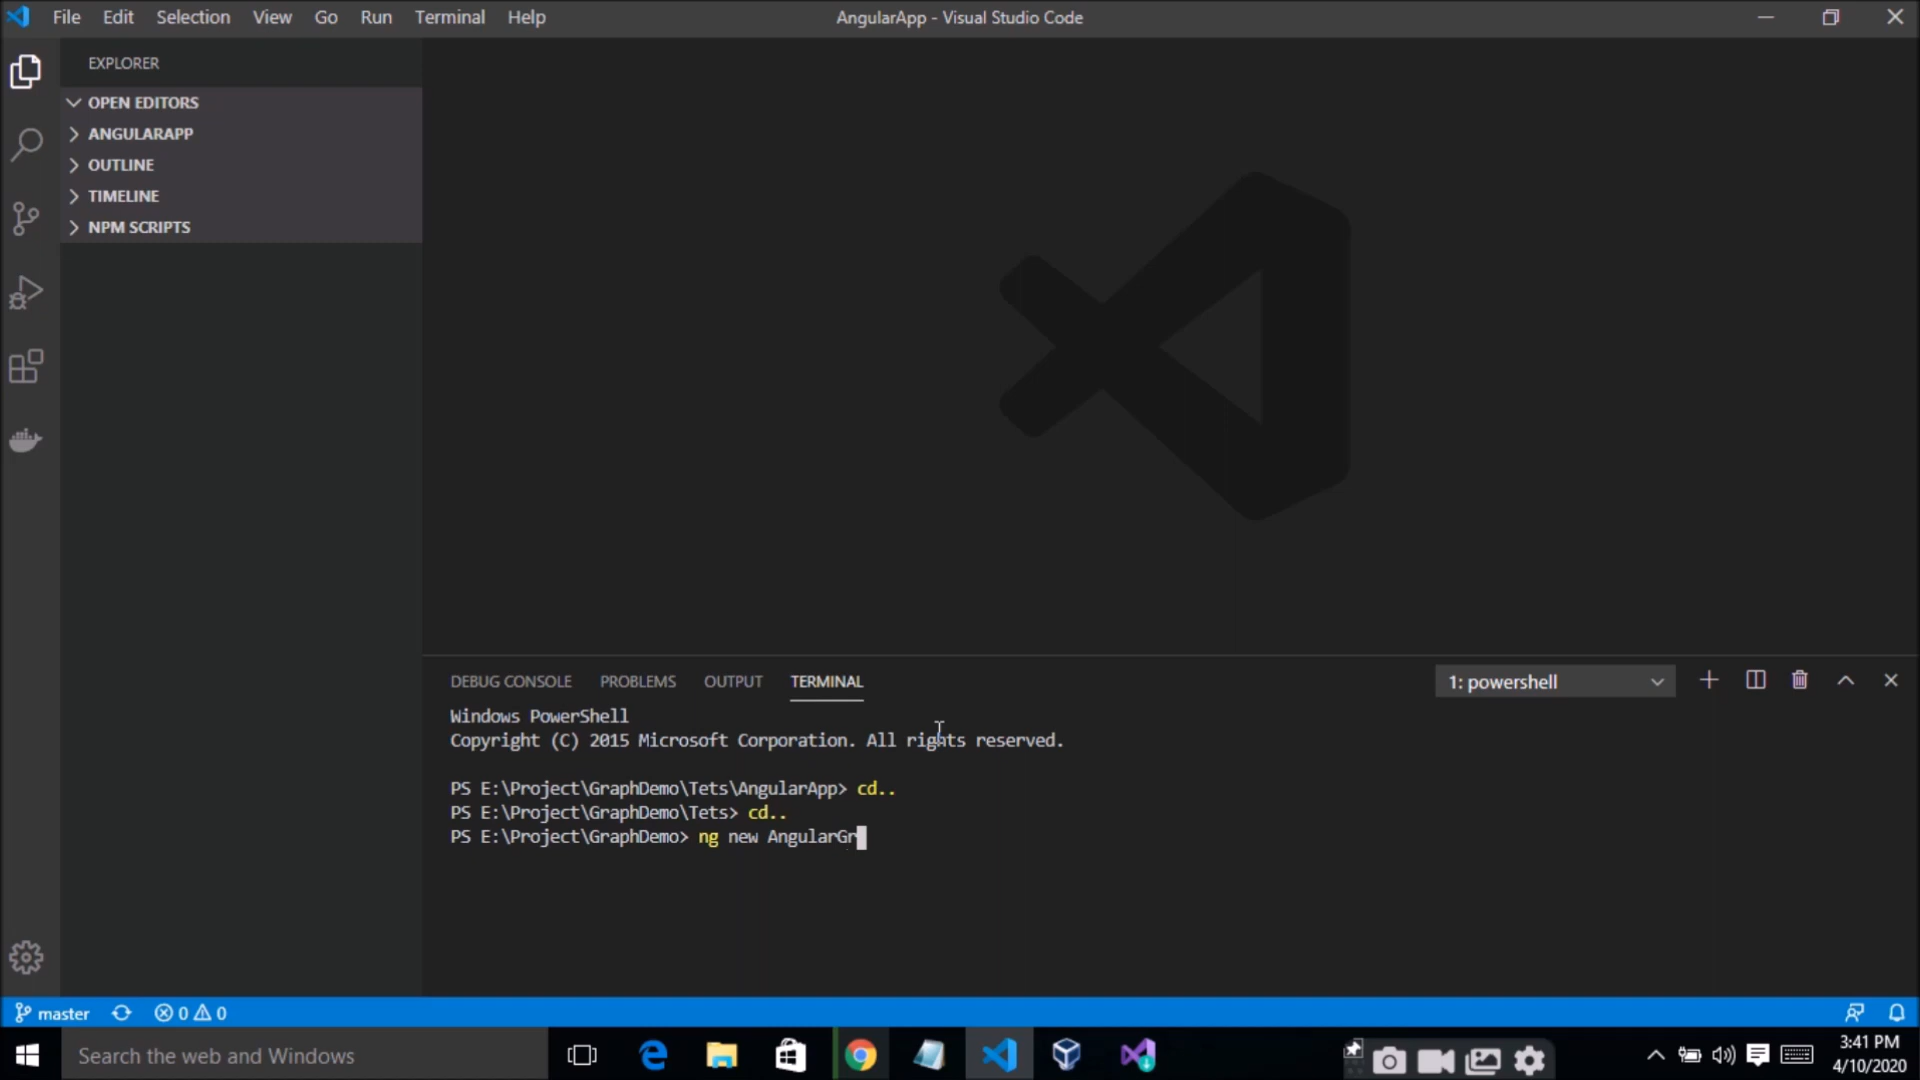 File Edit Selection View Go Run Terminal Help
AngularApp - Visual Studio Code
EXPLORER
OPEN EDITORS
ANGULARAPP
OUTLINE
TIMELINE
NPM SCRIPTS
DEBUG CONSOLE PROBLEMS OUTPUT TERMINAL
1: powershell
Windows PowerShell
Copyright (C) 2015 Microsoft Corporation. All rights reserved.
PS E:\Project\GraphDemo\Tets\AngularApp> cd..
PS E:\Project\GraphDemo\Tets> cd..
PS E:\Project\GraphDemo> ng new AngularGr
master 0 0
Search the web and Windows
3:41 PM
4/10/2020